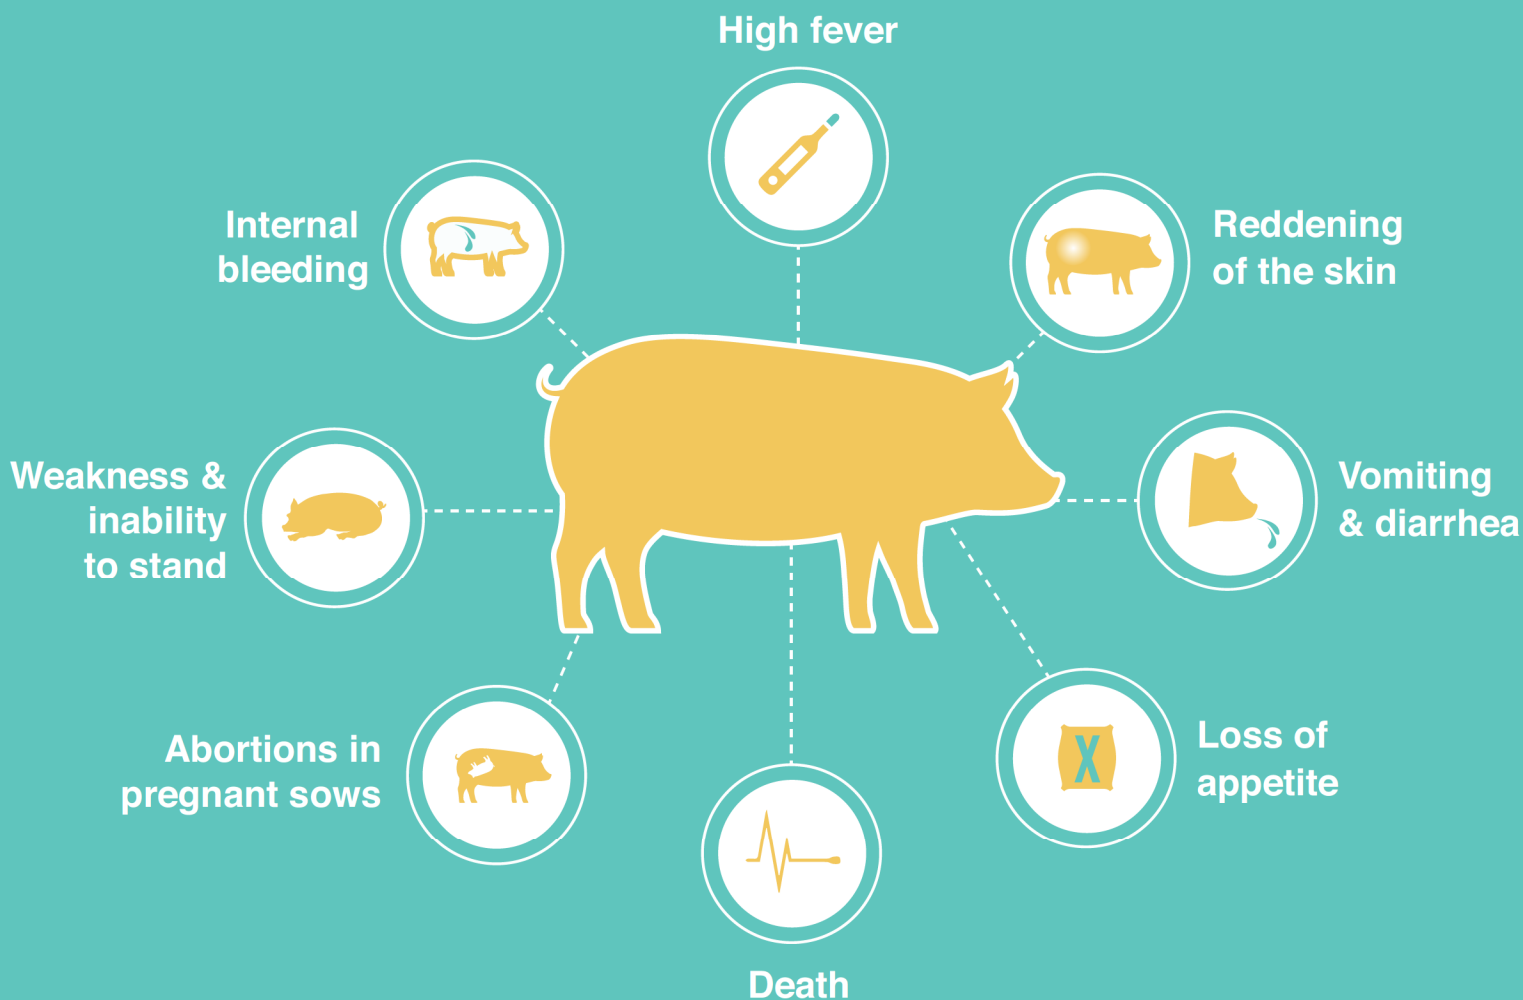 High fever
Internal
bleeding
Reddening
of the skin
Weakness &
inability
to stand
Vomiting
& diarrhea
Abortions in
pregnant sows
Loss of
appetite
X
Death